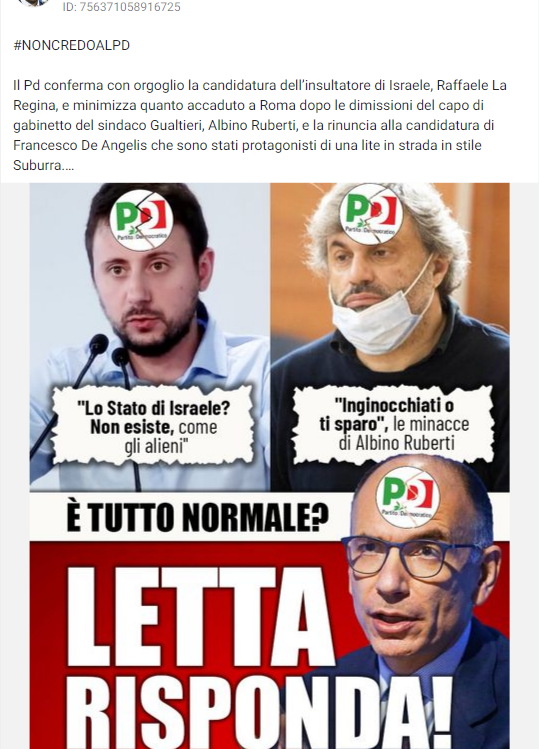 ID: 756371058916725
#NONCREDOALPD
Il Pd conferma con orgoglio la candidatura dell'insultatore di Israele, Raffaele La
Regina, e minimizza quanto accaduto a Roma dopo le dimissioni del capo di
gabinetto del sindaco Gualtieri, Albino Ruberti, e la rinuncia alla candidatura di
Francesco De Angelis che sono stati protagonisti di una lite in strada in stile
Suburra....
PD
Partito Democratico
PD
Partito Democratico
"Lo Stato di Israele?
Non esiste, come
gli alieni"
"Inginocchiati o
ti sparo", le minacce
di Albino Ruberti
PD
Partito Democratico
È TUTTO NORMALE?
LETTA
RISPONDA!